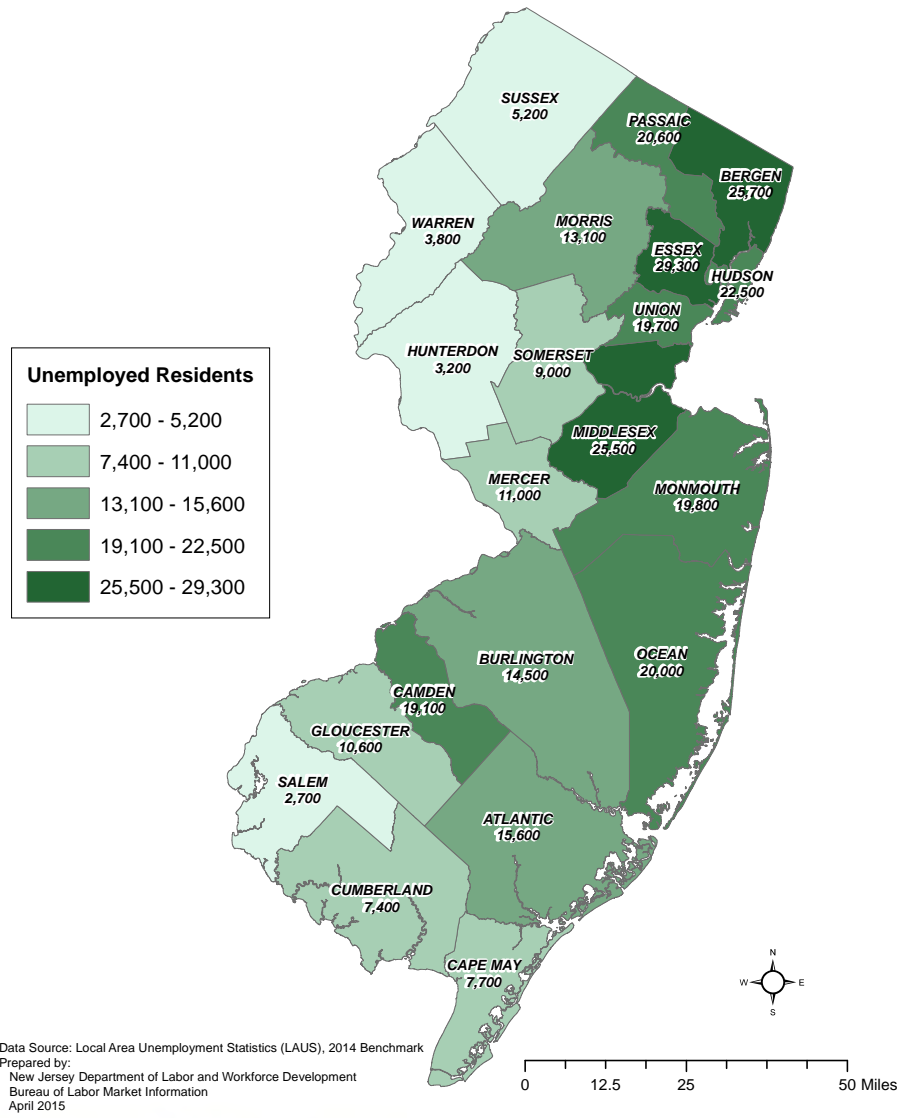 SUSSEX
5,200
PASSAIC
20,600
BERGEN
25,700
WARREN
3,800
MORRIS
13,100
ESSEX
29,300
HUDSON
22,500
UNION
19,700
HUNTERDON
3,200
SOMERSET
9,000
Unemployed Residents
2,700 - 5,200
7,400 - 11,000
13,100 - 15,600
19,100 - 22,500
25,500 - 29,300
MIDDLESEX
25,500
MERCER
11,000
MONMOUTH
19,800
OCEAN
20,000
BURLINGTON
14,500
CAMDEN
19,100
GLOUCESTER
10,600
SALEM
2,700
ATLANTIC
15,600
CUMBERLAND
7,400
CAPE MAY
7,700
N
W E
S
Data Source: Local Area Unemployment Statistics (LAUS), 2014 Benchmark
Prepared by:
New Jersey Department of Labor and Workforce Development
Bureau of Labor Market Information
April 2015
0 12.5 25 50 Miles